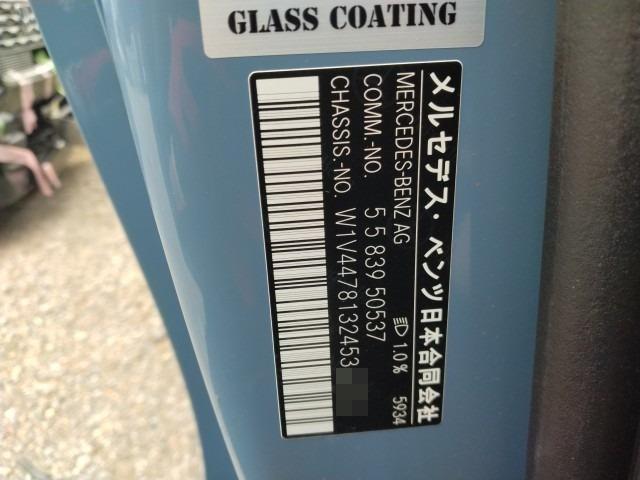 GLASS COATING
メルセデス・ベンツ日本合同会社
MERCEDES-BENZ AG 1.0% 5934
COMM.-NO. 5 5 839 50537
CHASSIS.-NO. W1V4478132453